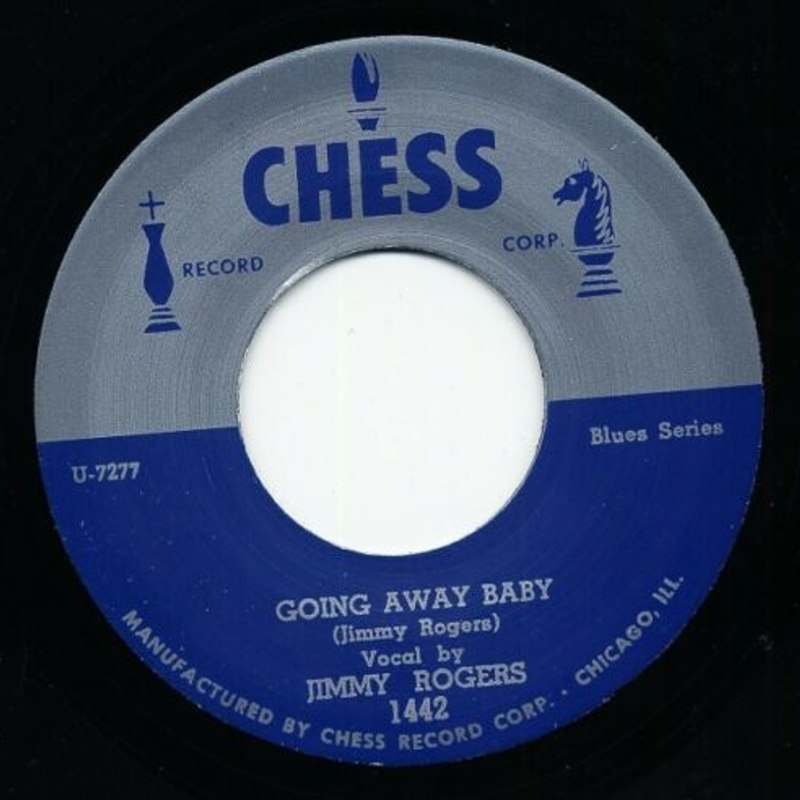 CHESS
RECORD CORP.
U-7277
Blues Series
GOING AWAY BABY
(Jimmy Rogers)
Vocal by
JIMMY ROGERS
1442
MANUFACTURED BY CHESS RECORD CORP. · CHICAGO, ILL.